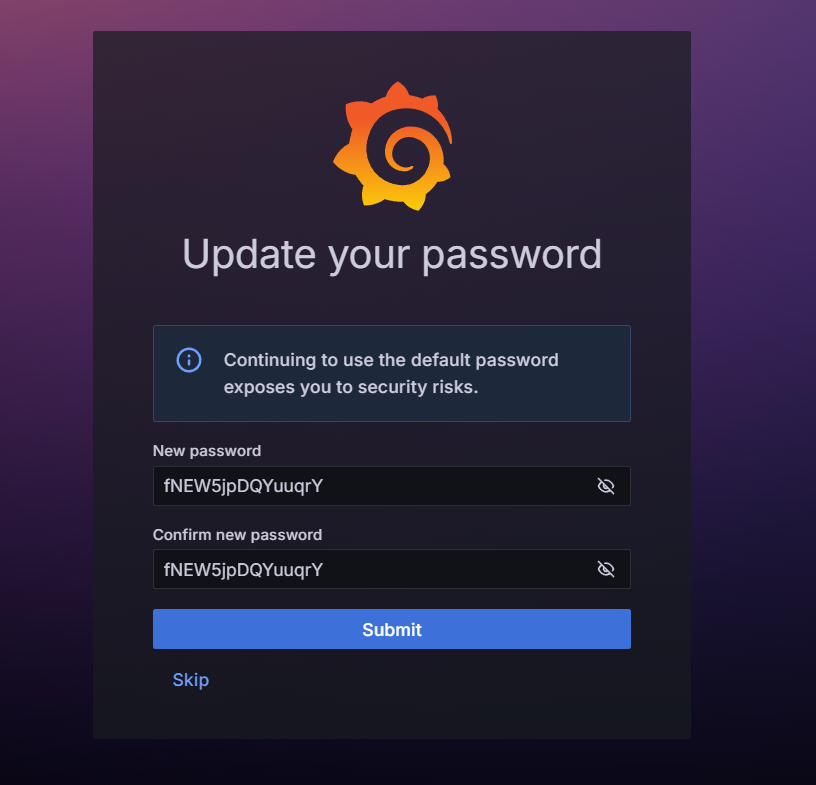 Update your password
Continuing to use the default password
exposes you to security risks.
New password
fNEW5jpDQYuuqrY
Confirm new password
fNEW5jpDQYuuqrY
Submit
Skip